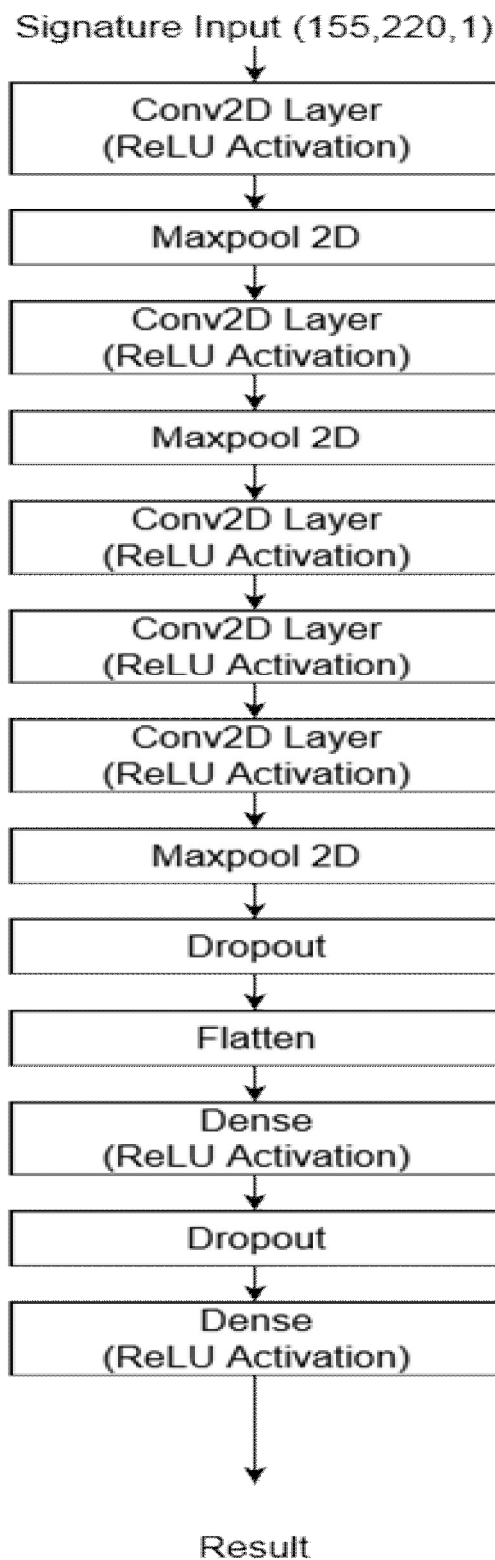 Signature Input (155,220,1)
Conv2D Layer
(ReLU Activation)
Maxpool 2D
Conv2D Layer
(ReLU Activation)
Maxpool 2D
Conv2D Layer
(ReLU Activation)
Conv2D Layer
(ReLU Activation)
Conv2D Layer
(ReLU Activation)
Maxpool 2D
Dropout
Flatten
Dense
(ReLU Activation)
Dropout
Dense
(ReLU Activation)
Result